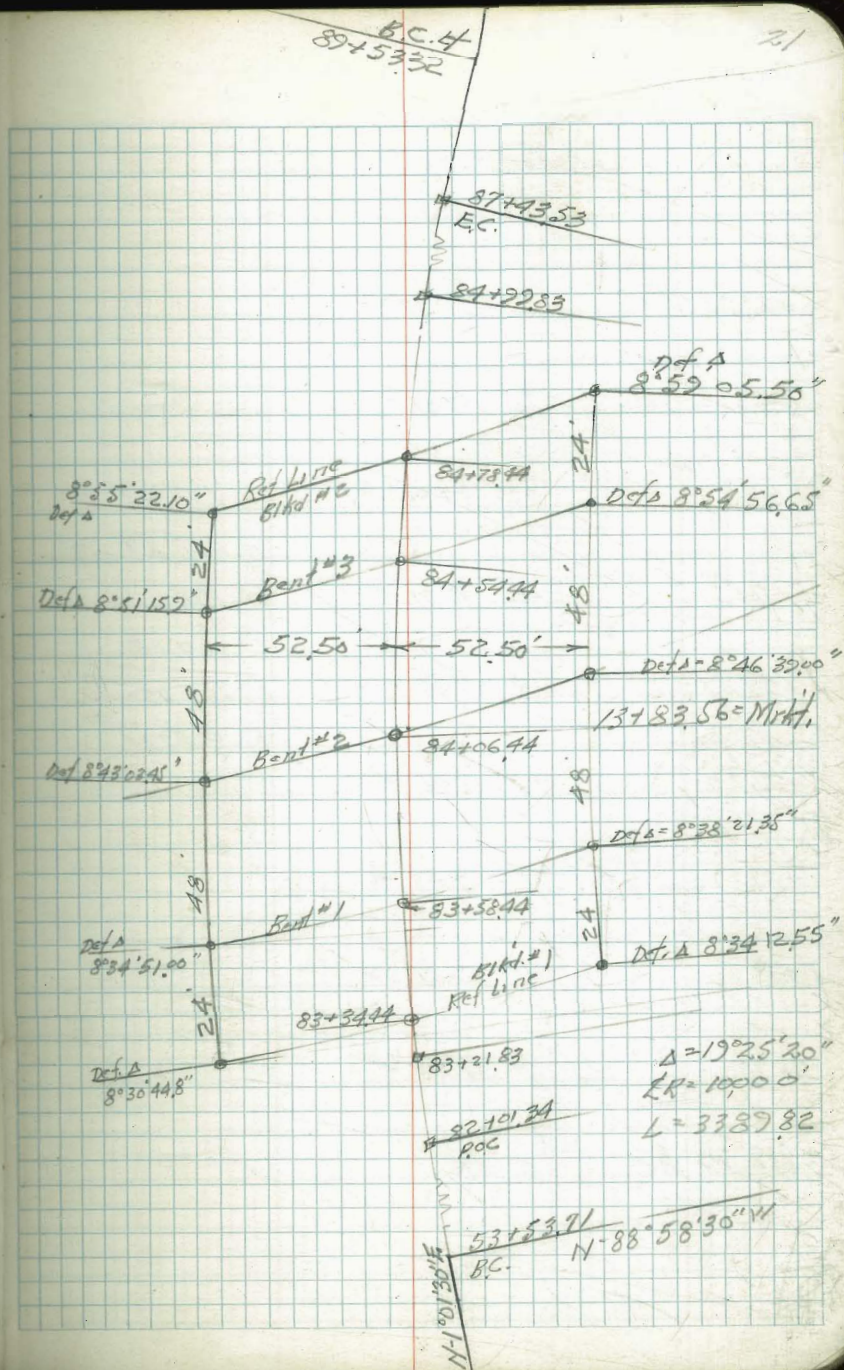 21
B.C. 4
89+53.32
87+43.53
E.C.
84+99.83
Def Δ
8°59'05.50"
24'
84+78.44
Ref Line
Blkd #2
8°55'22.10"
Def Δ
24'
Def Δ 8°54'56.65"
Bent #3
84+54.44
Def Δ 8°51'15.9"
48'
52.50'
52.50'
Def Δ = 8°46'39.00"
13+83.56 = Mrkt.
48'
Bent #2
84+06.44
Def 8°43'02.45"
48'
Def Δ = 8°38'21.35"
83+58.44
Bent #1
48'
Def Δ
8°34'51.00"
24
Def. Δ 8°34'12.55"
Blkd. #1
Ref Line
83+34.44
24'
83+21.83
Def. Δ
8°30'44.8"
Δ = 19°25'20"
₤R = 10,000'
L = 3389.82
82+01.34
P.O.C
53+53.71
B.C.
N-88°58'30"W
N-1°01'30"E